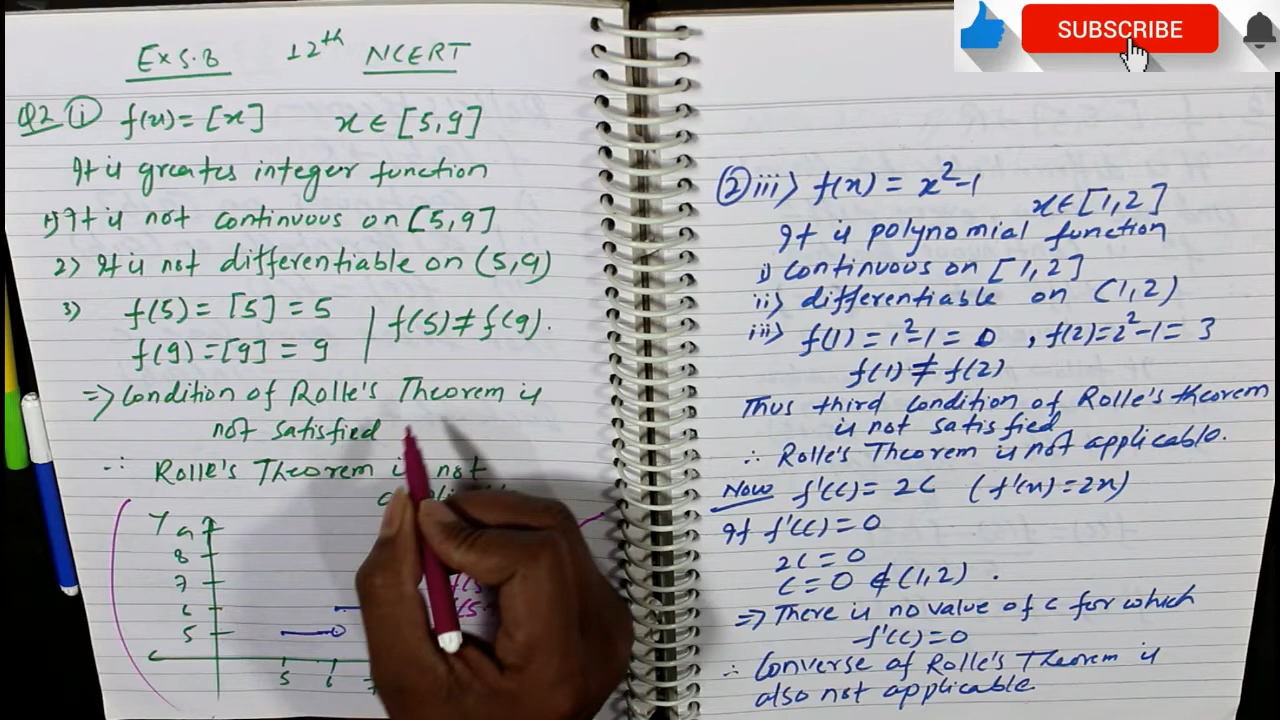 Ex 5.8 12th NCERT
Q2 (i) f(x) = [x] x ∈ [5,9]
It is greates integer function
1) It is not continuous on [5,9]
2) It is not differentiable on (5,9)
3) f(5) = [5] = 5
f(9) = [9] = 9
f(5) ≠ f(9).
=> Condition of Rolle's Theorem is
not satisfied
∴ Rolle's Theorem is not
Y 9
8
7
6
5
5 6
SUBSCRIBE
(2) iii> f(x) = x²-1
x ∈ [1,2]
It is polynomial function
i) continuous on [1,2]
ii) differentiable on (1,2)
iii) f(1) = 1²-1 = 0 , f(2) = 2²-1 = 3
f(1) ≠ f(2)
Thus third condition of Rolle's theorem
is not satisfied
∴ Rolle's Theorem is not applicable.
Now f'(c) = 2c (f'(x) = 2x)
If f'(c) = 0
2c = 0
c = 0 ∉ (1,2) .
=> There is no value of c for which
f'(c) = 0
∴ Converse of Rolle's Theorem is
also not applicable.